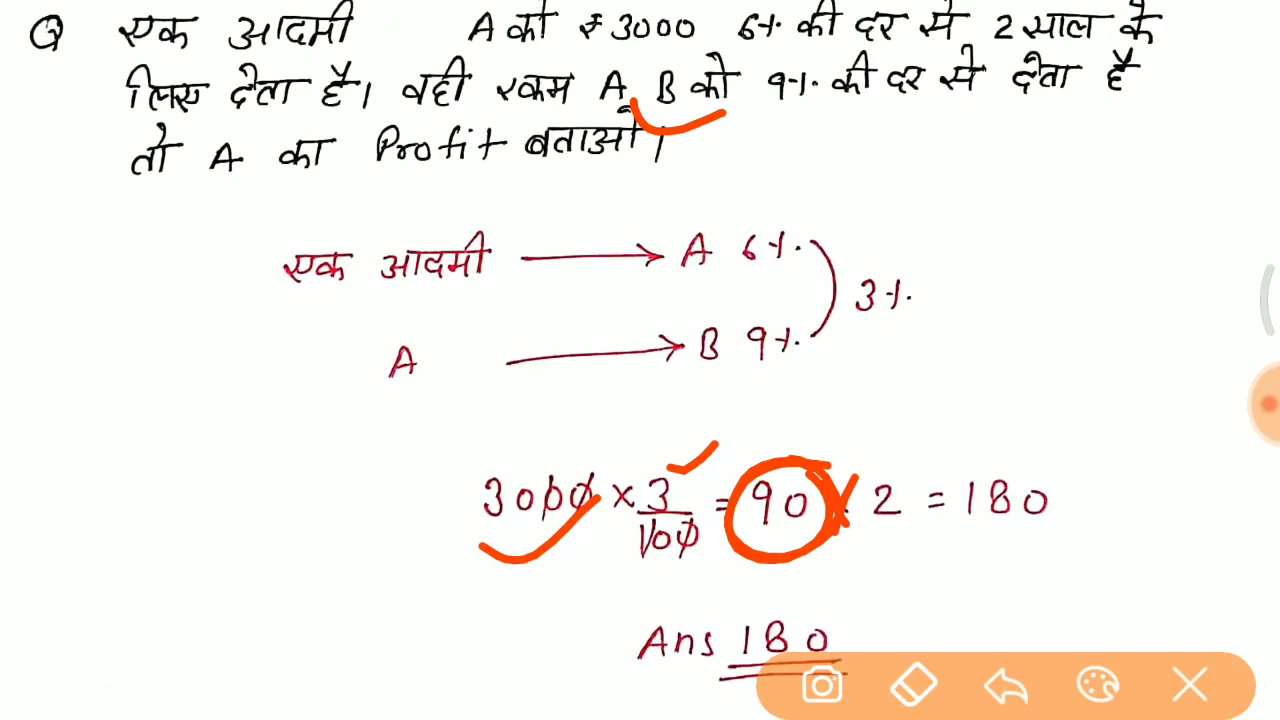 Q एक आदमी A को ₹ 3000 6% की दर से 2 साल के
लिए देता है। वही रकम A, B को 9% की दर से देता है
तो A का Profit बताओ।
एक आदमी → A 6%
3%
A → B 9%
3000 × 3/100 = 90 × 2 = 180
Ans 180